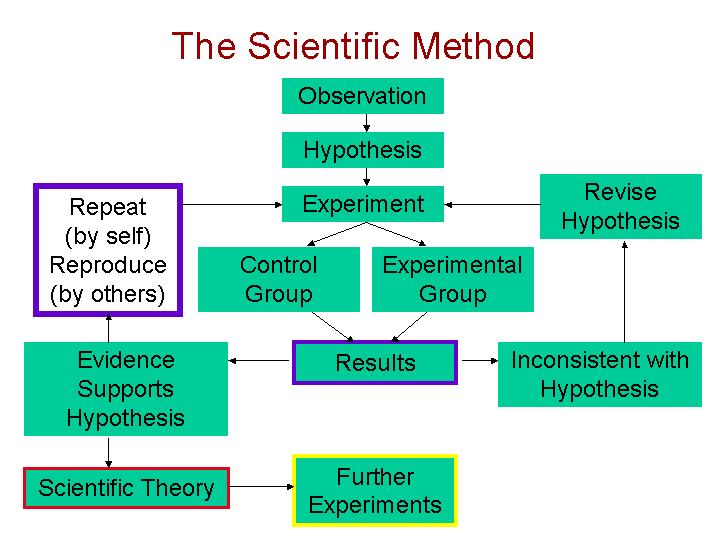 The Scientific Method
Observation
Hypothesis
Experiment
Revise
Hypothesis
Repeat
(by self)
Reproduce
(by others)
Control
Group
Experimental
Group
Evidence
Supports
Hypothesis
Results
Inconsistent with
Hypothesis
Scientific Theory
Further
Experiments